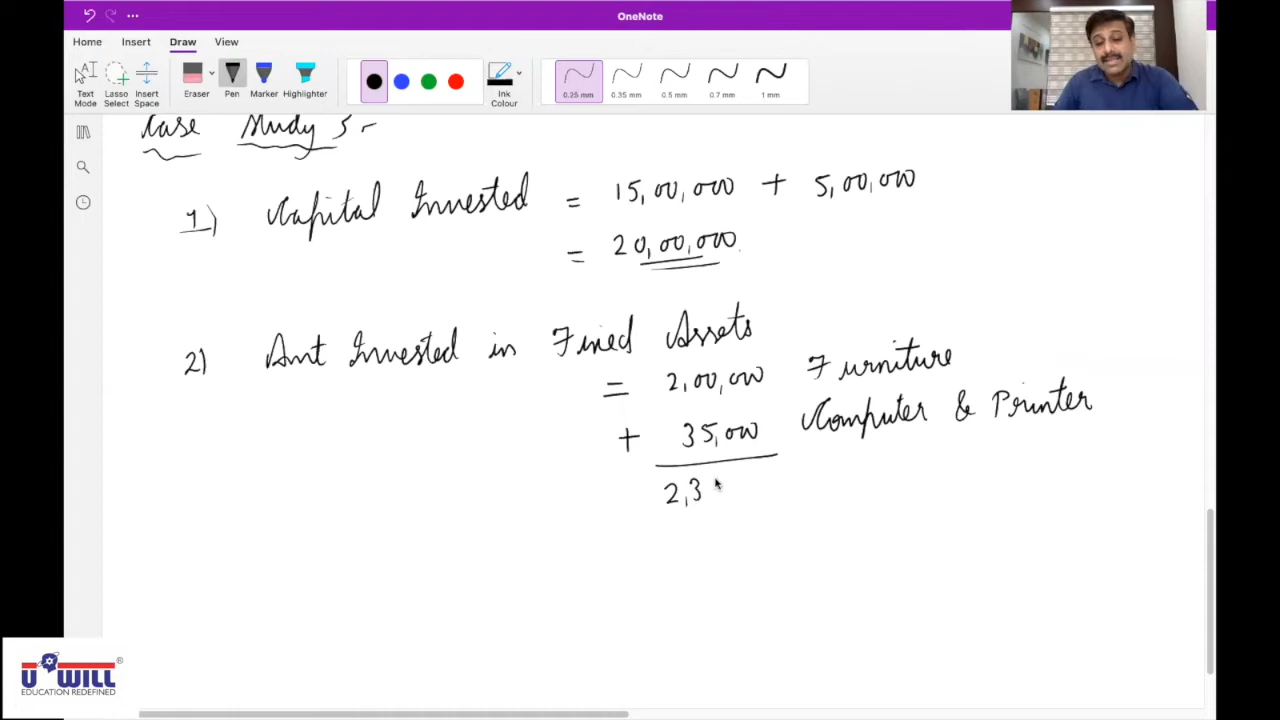 OneNote
Home Insert Draw View
Text Mode
Lasso Select
Insert Space
Eraser
Pen
Marker
Highlighter
Ink Colour
0.25 mm 0.35 mm 0.5 mm 0.7 mm 1 mm
Case Study :-
1) Capital Invested = 15,00,000 + 5,00,000
= 20,00,000
2) Amt Invested in Fixed Assets
= 2,00,000 Furniture
+ 35,000 Computer & Printer
2,3
U WILL ®
EDUCATION REDEFINED